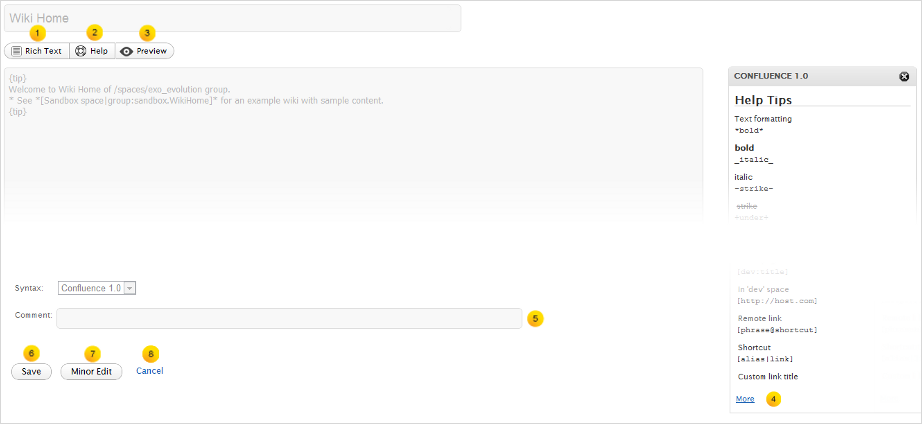 Wiki Home
1
2
3
Rich Text
Help
Preview
{tip}
Welcome to Wiki Home of /spaces/exo_evolution group.
* See "[Sandbox space|group:sandbox.WikiHome]" for an example wiki with sample content.
{tip}
Syntax:
Confluence 1.0
Comment:
5
6
7
8
Save
Minor Edit
Cancel
CONFLUENCE 1.0
Help Tips
Text formatting
*bold*
bold
_italic_
italic
-strike-
strike
[dev:title]
In 'dev' space
[http://host.com]
Remote link
[phrase@shortcut]
Shortcut
[alias|link]
Custom link title
More
4